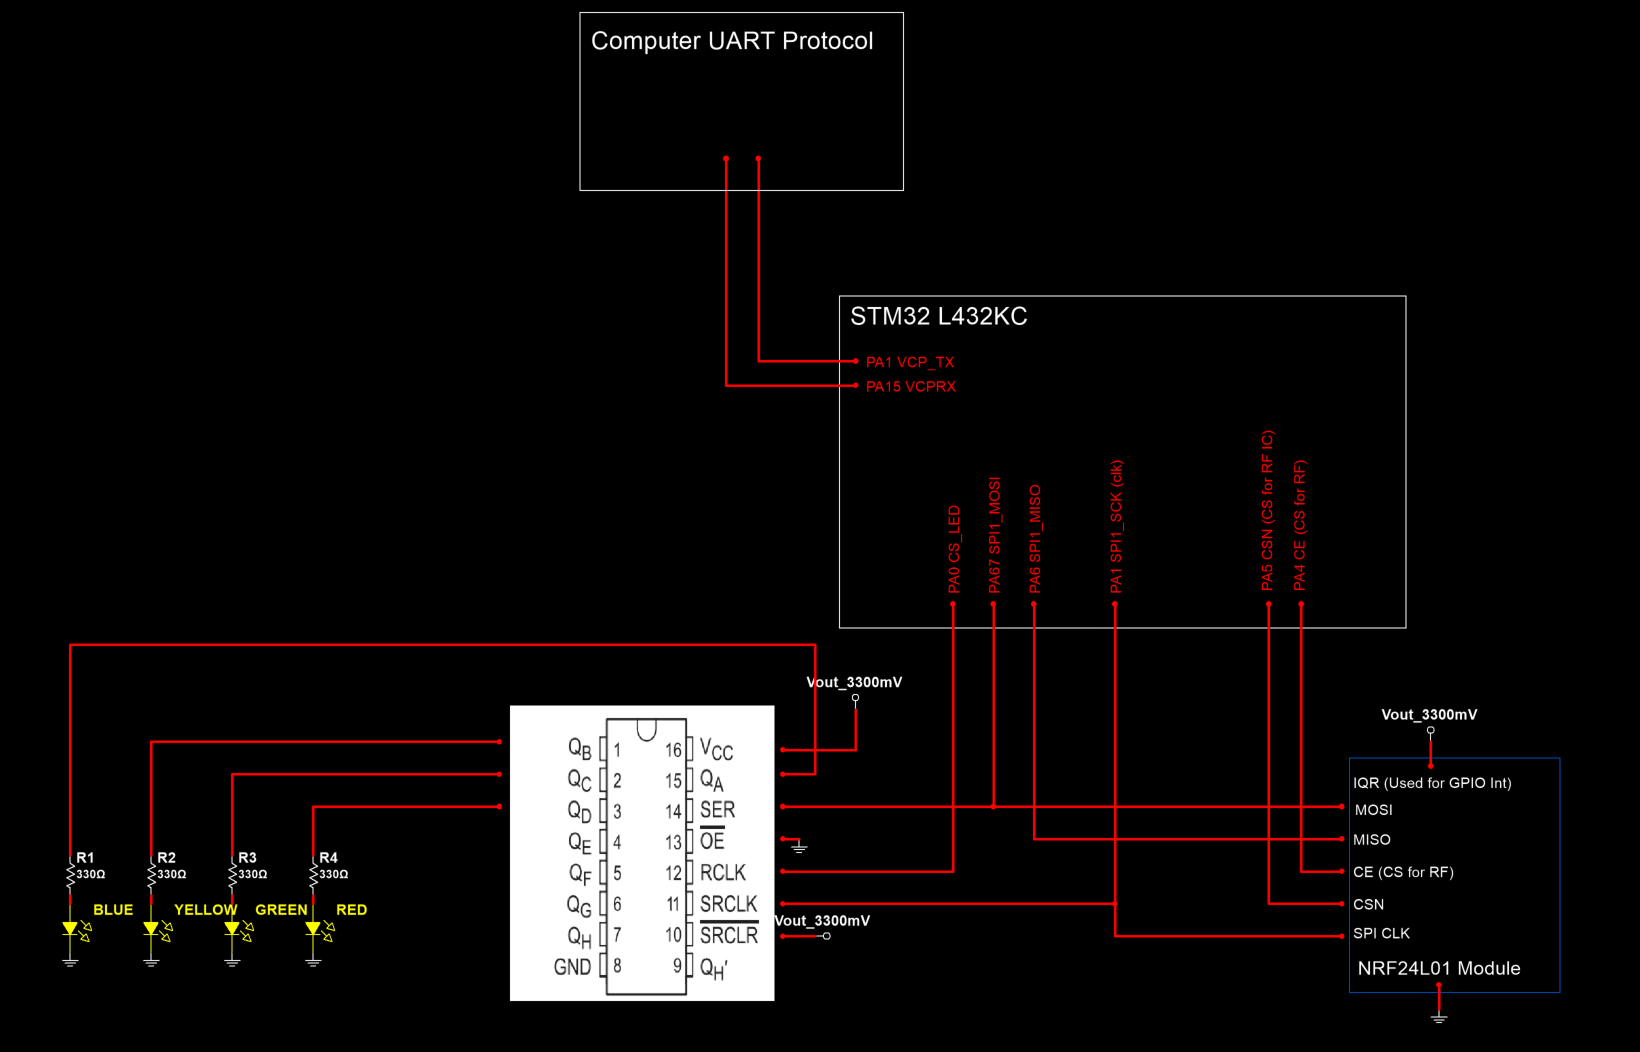 Computer UART Protocol
STM32 L432KC
PA1 VCP_TX
PA15 VCPRX
PA0 CS_LED
PA67 SPI1_MOSI
PA6 SPI1_MISO
PA1 SPI1_SCK (clk)
PA5 CSN (CS for RF IC)
PA4 CE (CS for RF)
Vout_3300mV
Vout_3300mV
QB 1 16 VCC
QC 2 15 QA
QD 3 14 SER
QE 4 13 OE
QF 5 12 RCLK
QG 6 11 SRCLK
QH 7 10 SRCLR
GND 8 9 QH'
Vout_3300mV
R1
330Ω
R2
330Ω
R3
330Ω
R4
330Ω
BLUE
YELLOW
GREEN
RED
IQR (Used for GPIO Int)
MOSI
MISO
CE (CS for RF)
CSN
SPI CLK
NRF24L01 Module